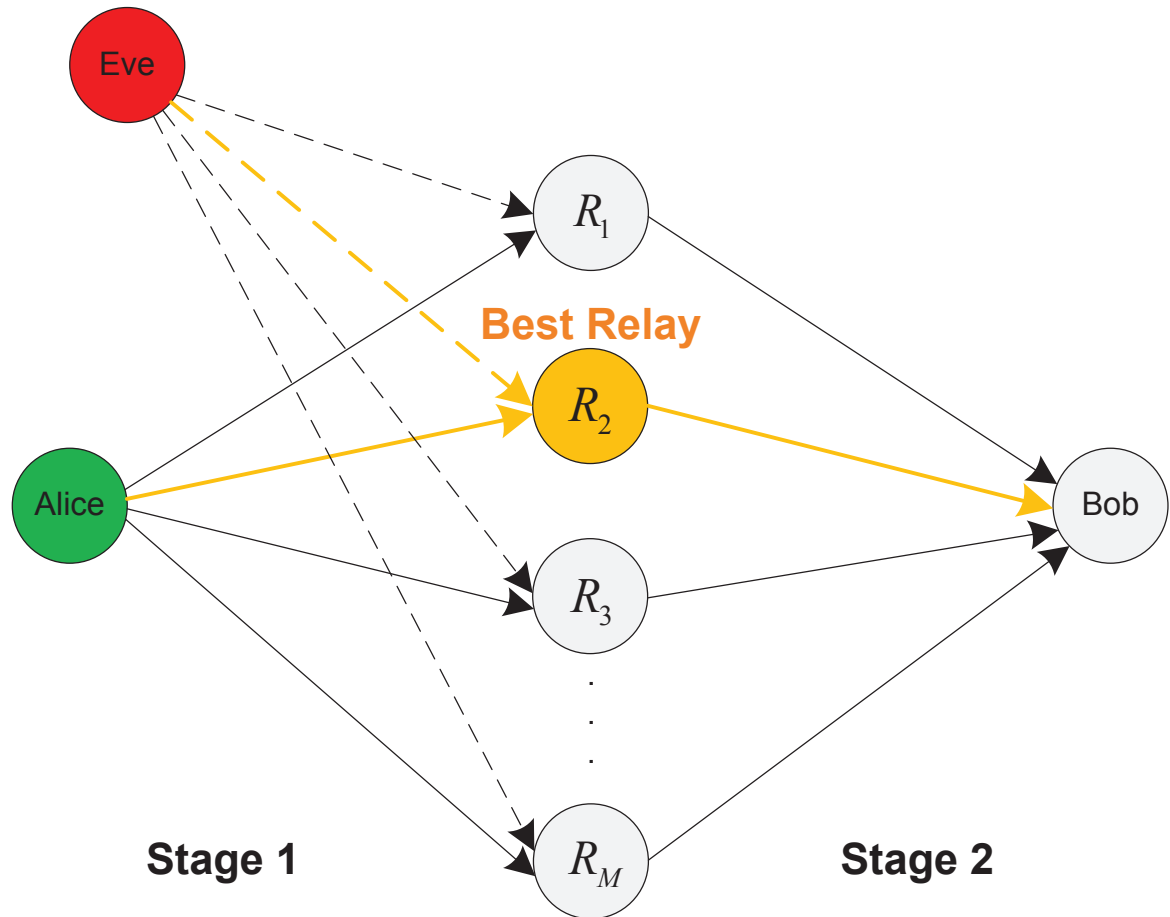 Eve
R1
Best Relay
R2
Alice
Bob
R3
.
.
.
RM
Stage 1
Stage 2